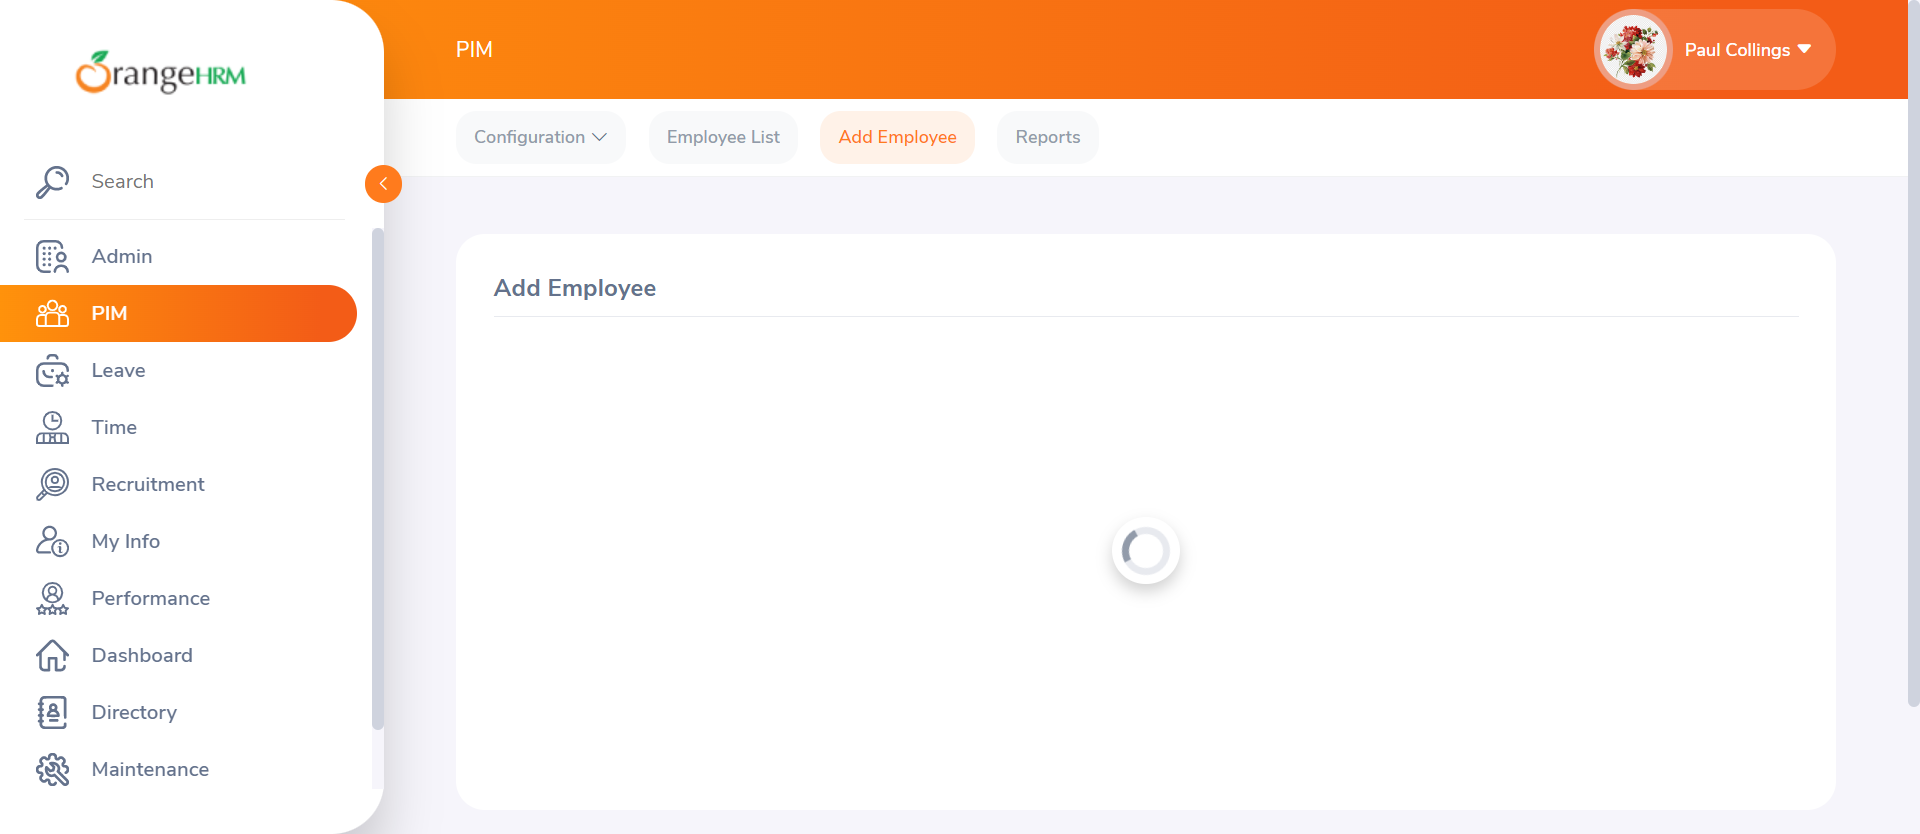 OrangeHRM
Search
Admin
PIM
Leave
Time
Recruitment
My Info
Performance
Dashboard
Directory
Maintenance
PIM
Paul Collings
Configuration
Employee List
Add Employee
Reports
Add Employee